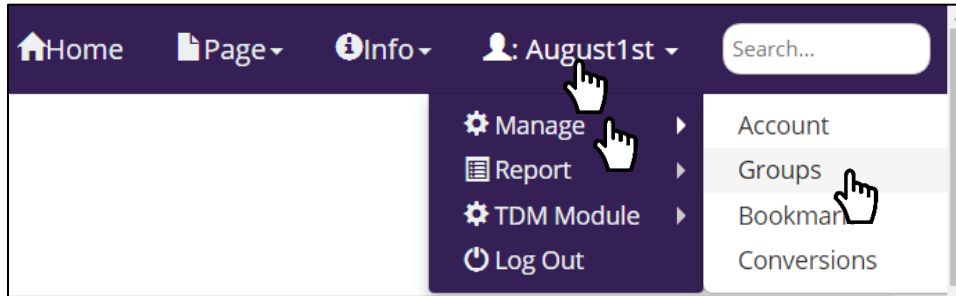 Home Page Info : August1st Search...
Manage Account
Report Groups
TDM Module
Log Out Conversions